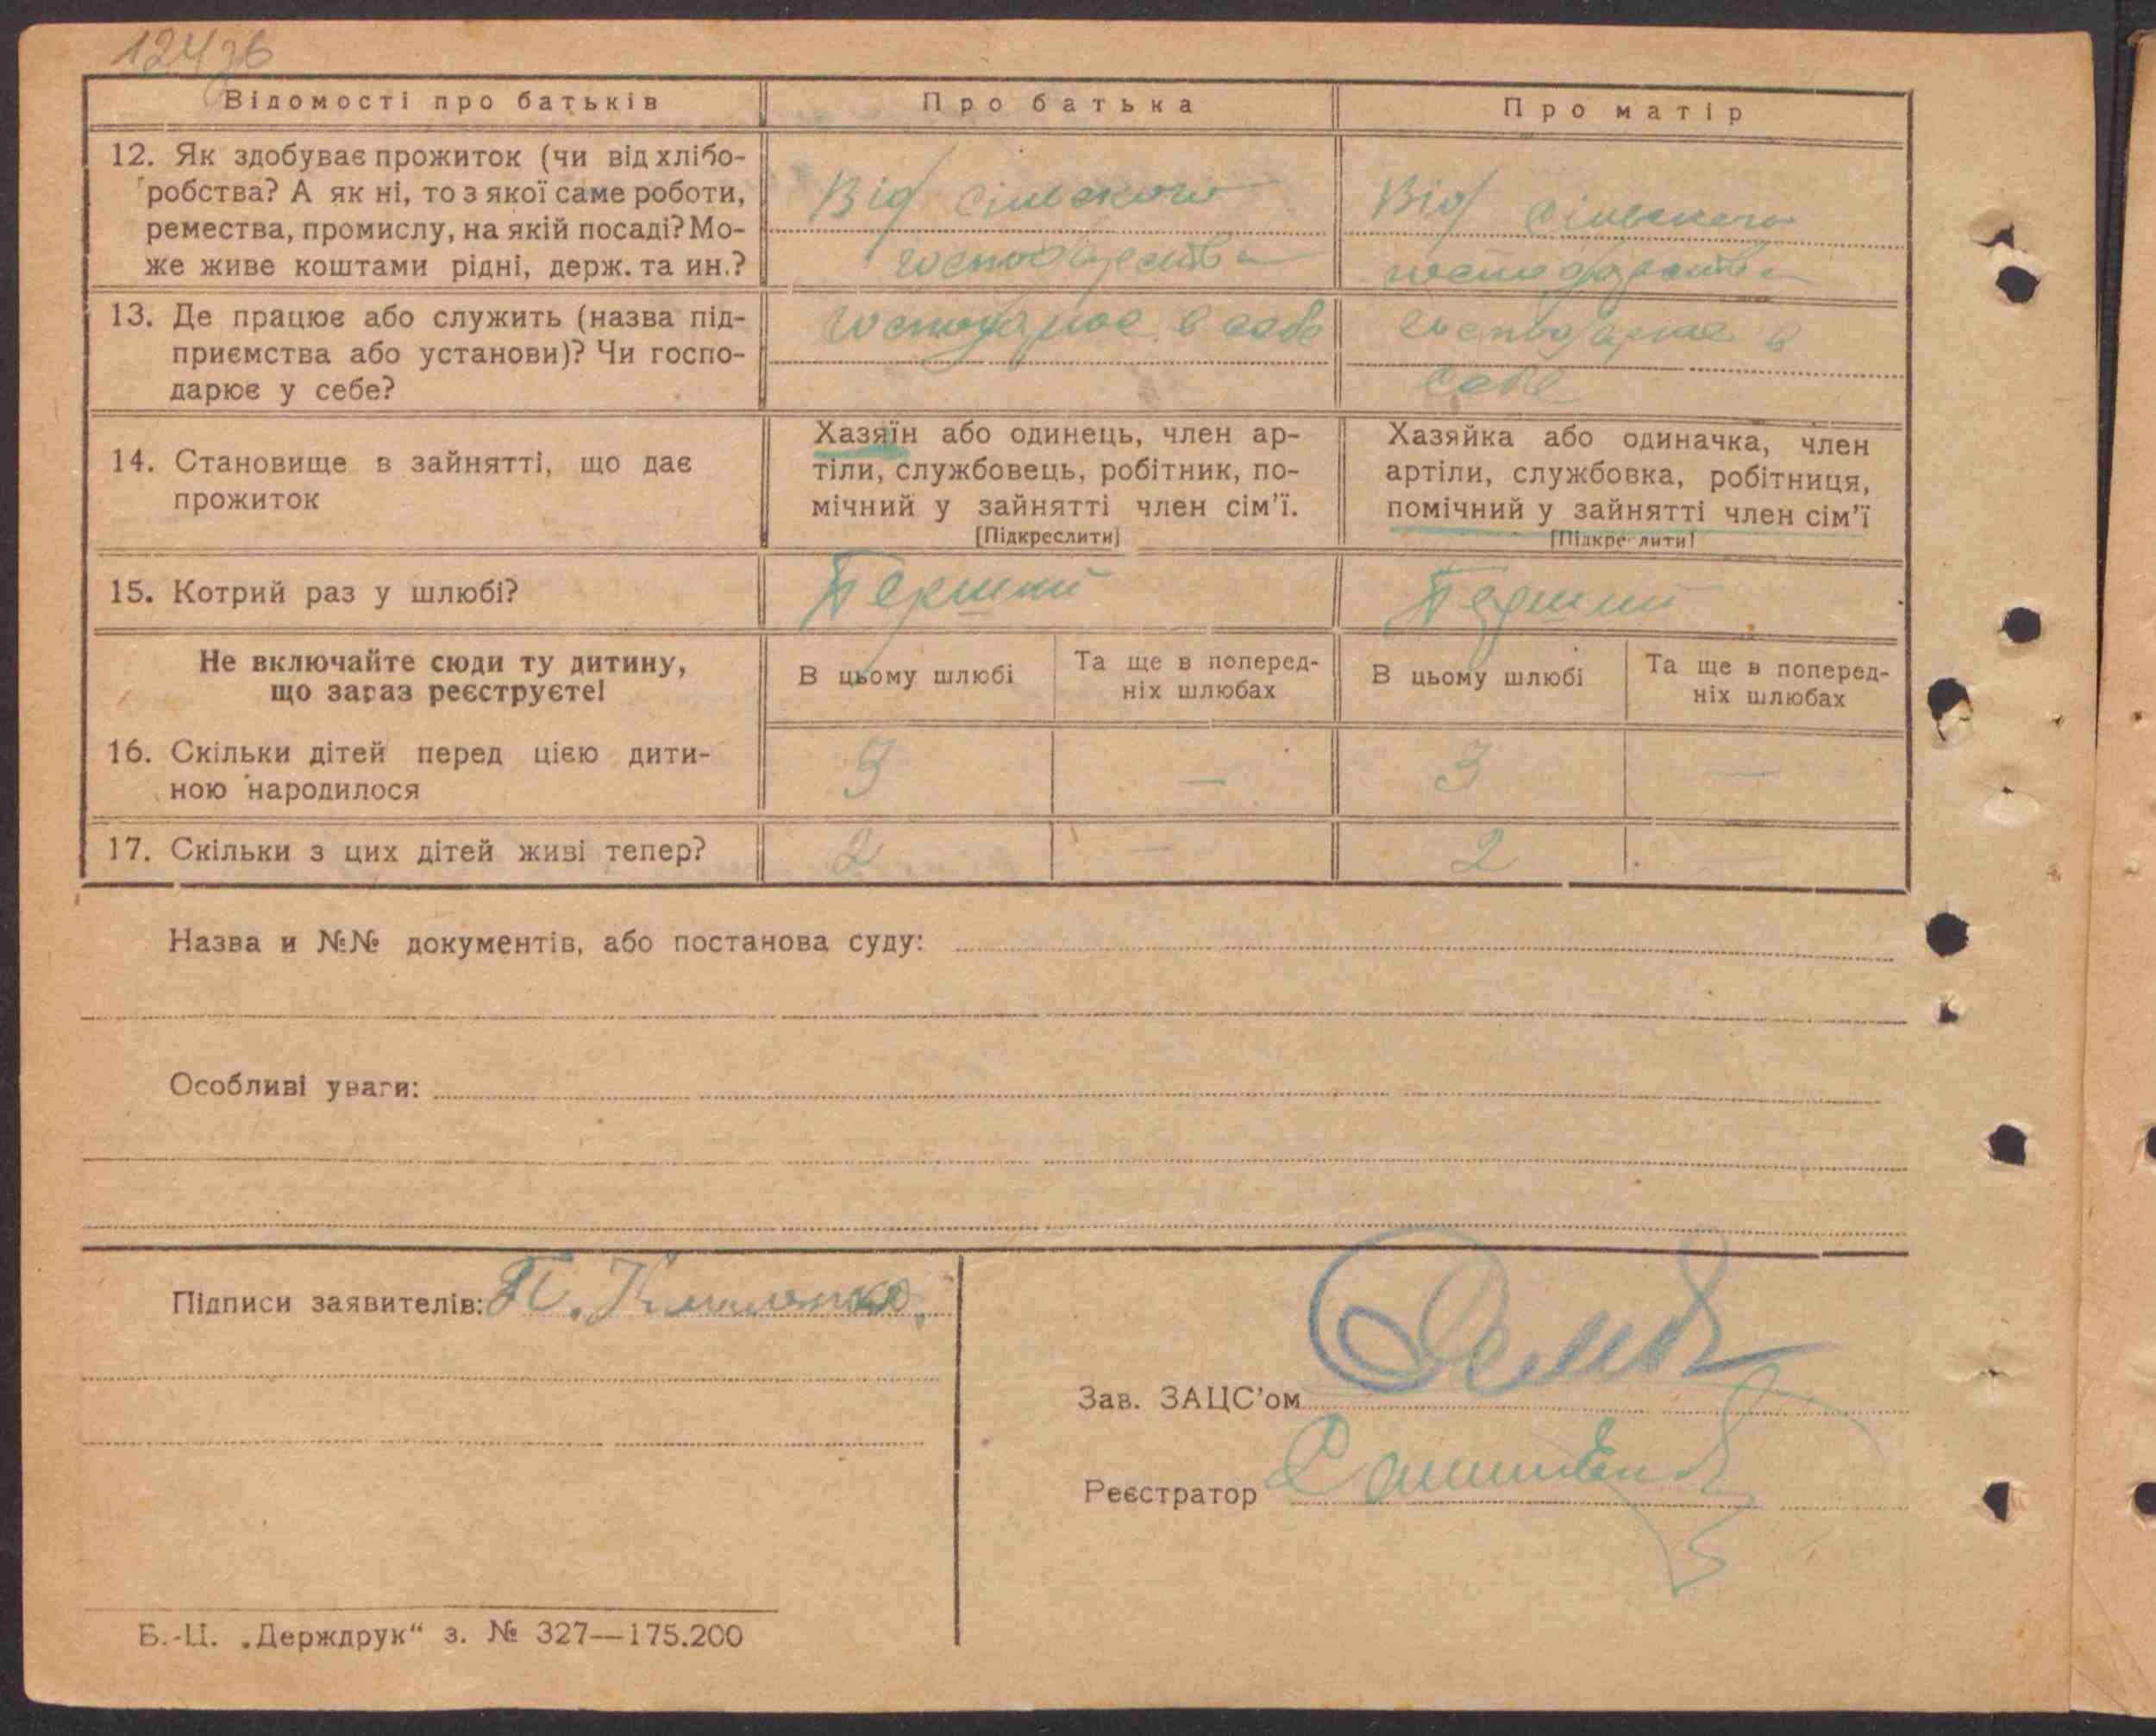 124зв
Відомості про батьків
Про батька
Про матір
12. Як здобуває прожиток (чи від хлібо-
робства? А як ні, то з якої саме роботи,
ремества, промислу, на якій посаді? Мо-
же живе коштами рідні, держ. та ин.?
Від сільского
господарства
Від сільского
господарства
13. Де працює або служить (назва під-
приємства або установи)? Чи госпо-
дарює у себе?
господарює в себе
господарює в
себе
14. Становище в зайнятті, що дає
прожиток
Хазяїн або одинець, член ар-
тіли, службовець, робітник, по-
мічний у зайнятті член сім'ї.
[Підкреслити]
Хазяйка або одиначка, член
артіли, службовка, робітниця,
помічний у зайнятті член сім'ї
[Підкре лити]
15. Котрий раз у шлюбі?
Перший
Перший
Не включайте сюди ту дитину,
що зараз реєструєте!
В цьому шлюбі
Та ще в поперед-
ніх шлюбах
В цьому шлюбі
Та ще в поперед-
ніх шлюбах
16. Скільки дітей перед цією дити-
ною народилося
3
—
3
—
17. Скільки з цих дітей живі тепер?
2
—
2
—
Назва и №№ документів, або постанова суду:
Особливі уваги:
Підписи заявителів: П.
Зав. ЗАЦС'ом
Реєстратор
Б.-Ц. „Держдрук“ з. № 327—175.200